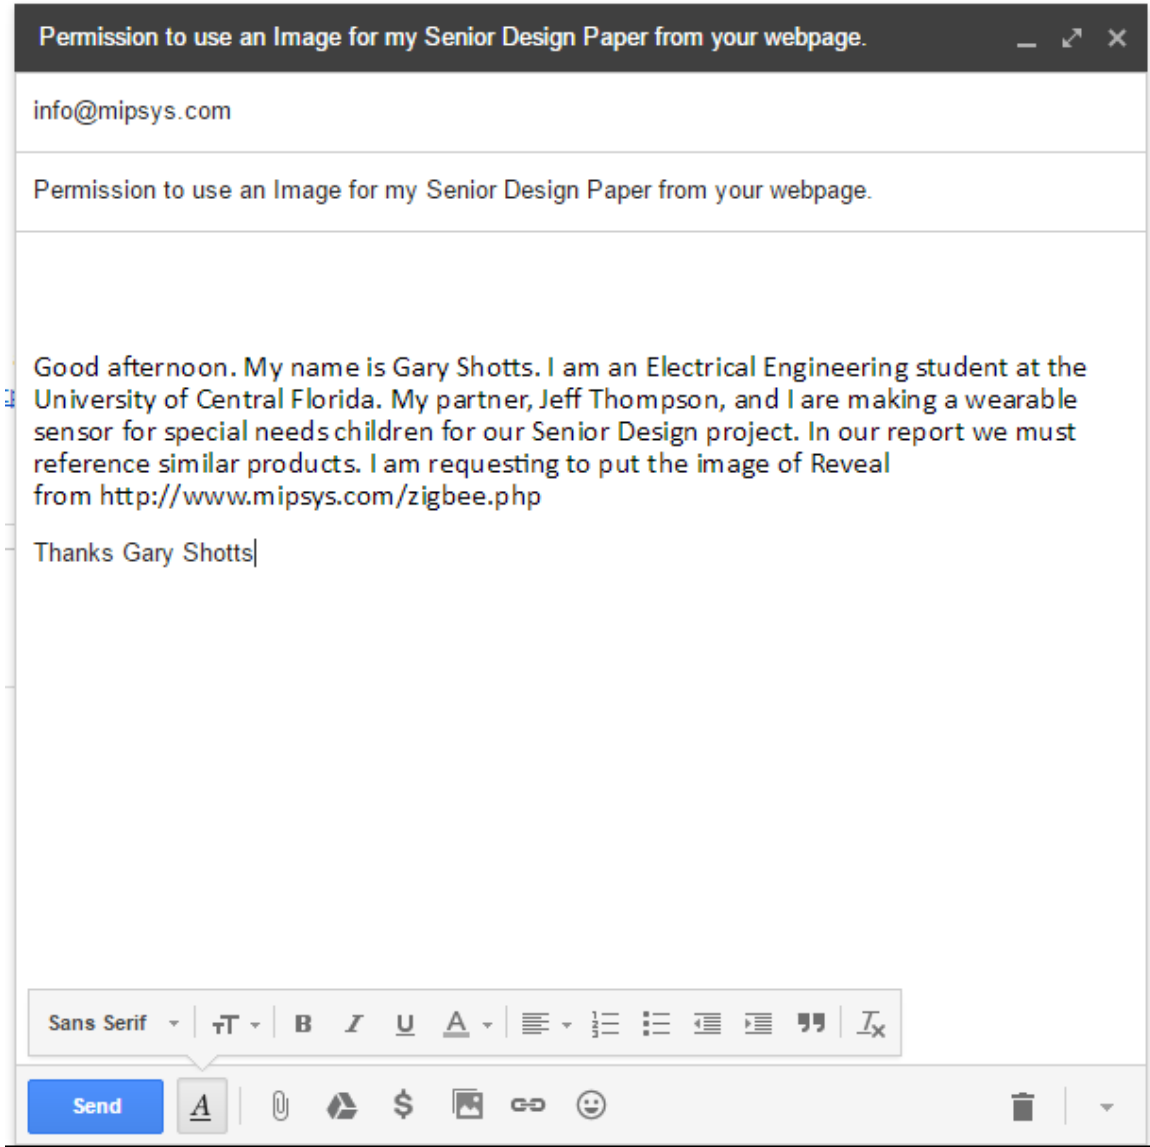 Permission to use an Image for my Senior Design Paper from your webpage.
info@mipsys.com
Permission to use an Image for my Senior Design Paper from your webpage.
Good afternoon. My name is Gary Shotts. I am an Electrical Engineering student at the
University of Central Florida. My partner, Jeff Thompson, and I are making a wearable
sensor for special needs children for our Senior Design project. In our report we must
reference similar products. I am requesting to put the image of Reveal
from http://www.mipsys.com/zigbee.php
Thanks Gary Shotts
Sans Serif
Send